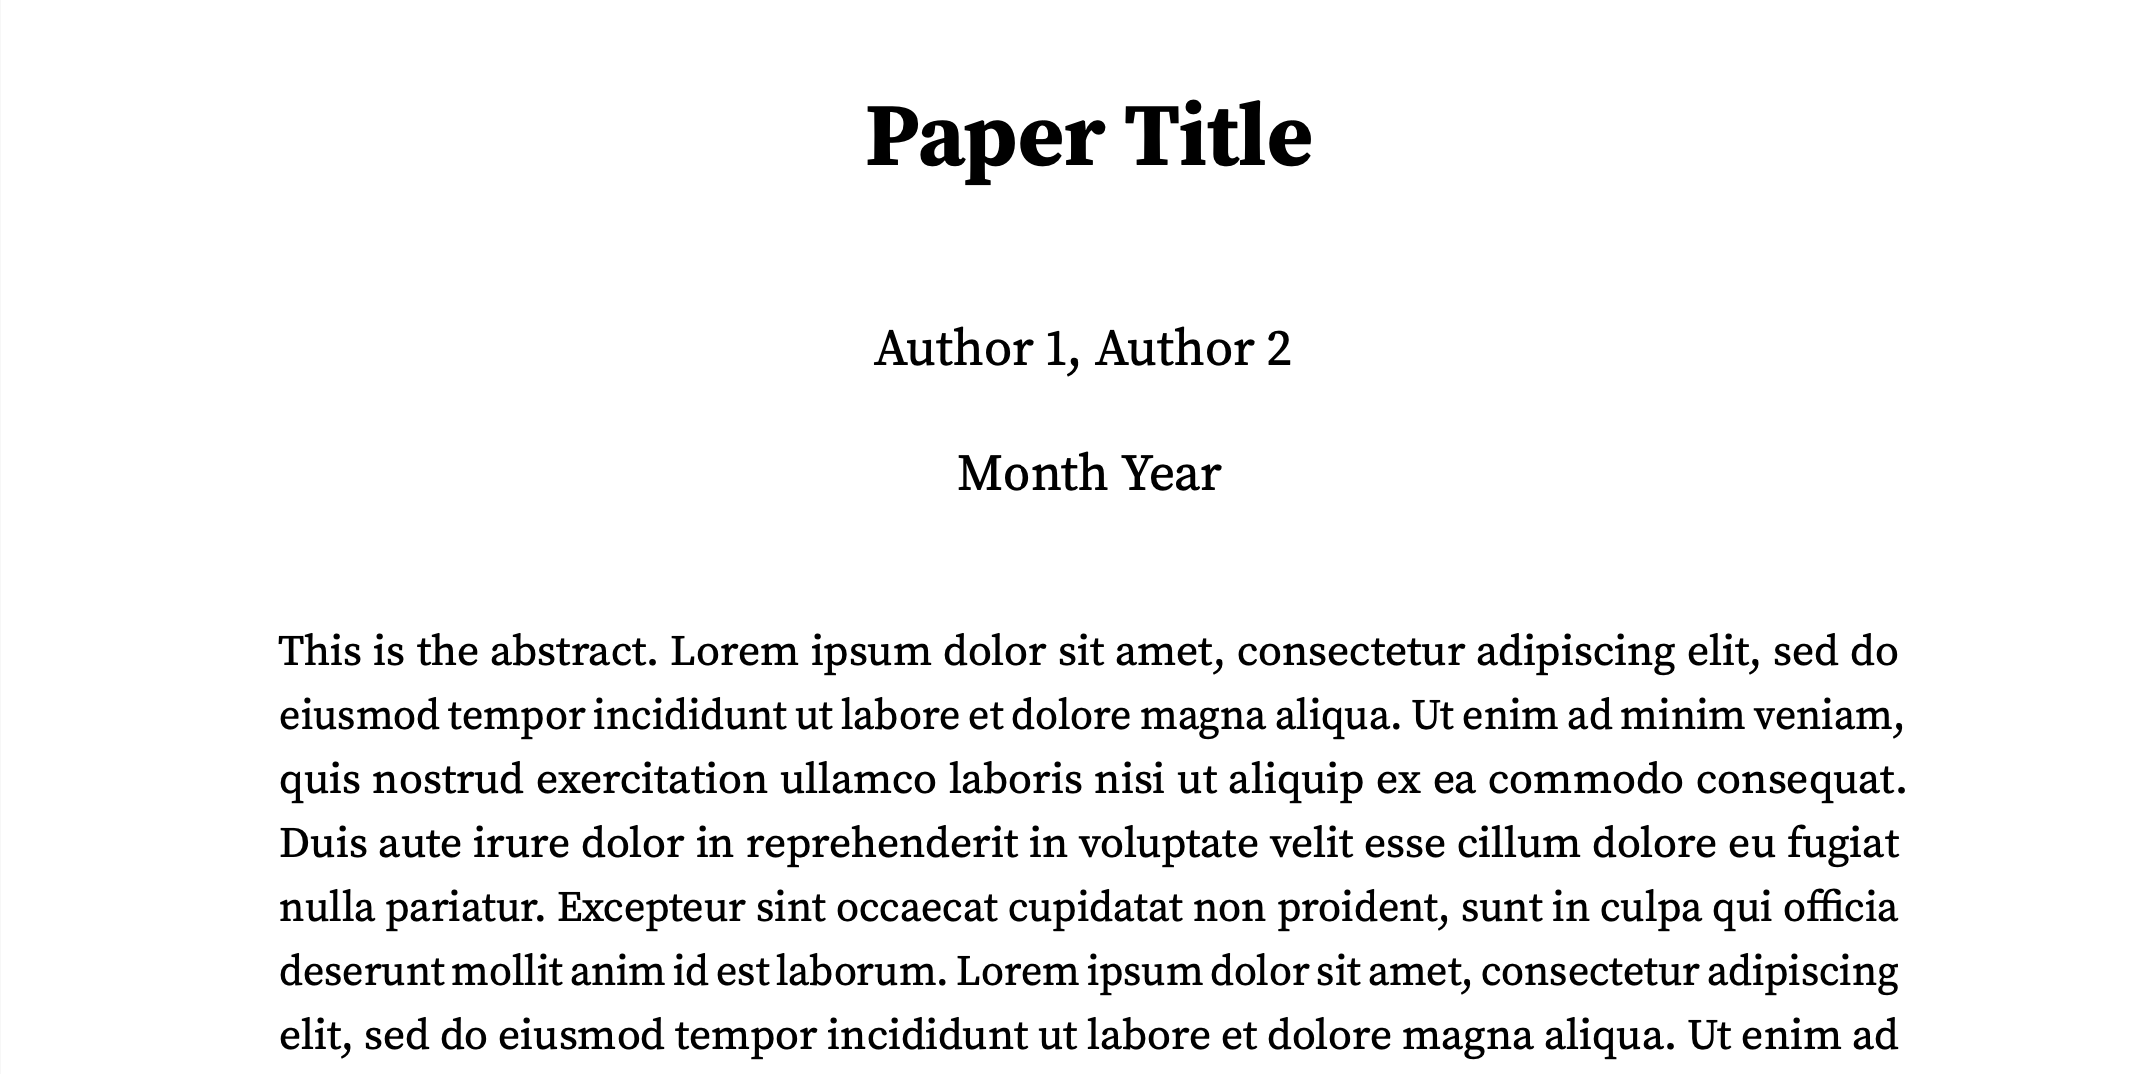 Paper Title
Author 1, Author 2
Month Year
This is the abstract. Lorem ipsum dolor sit amet, consectetur adipiscing elit, sed do
eiusmod tempor incididunt ut labore et dolore magna aliqua. Ut enim ad minim veniam,
quis nostrud exercitation ullamco laboris nisi ut aliquip ex ea commodo consequat.
Duis aute irure dolor in reprehenderit in voluptate velit esse cillum dolore eu fugiat
nulla pariatur. Excepteur sint occaecat cupidatat non proident, sunt in culpa qui officia
deserunt mollit anim id est laborum. Lorem ipsum dolor sit amet, consectetur adipiscing
elit, sed do eiusmod tempor incididunt ut labore et dolore magna aliqua. Ut enim ad